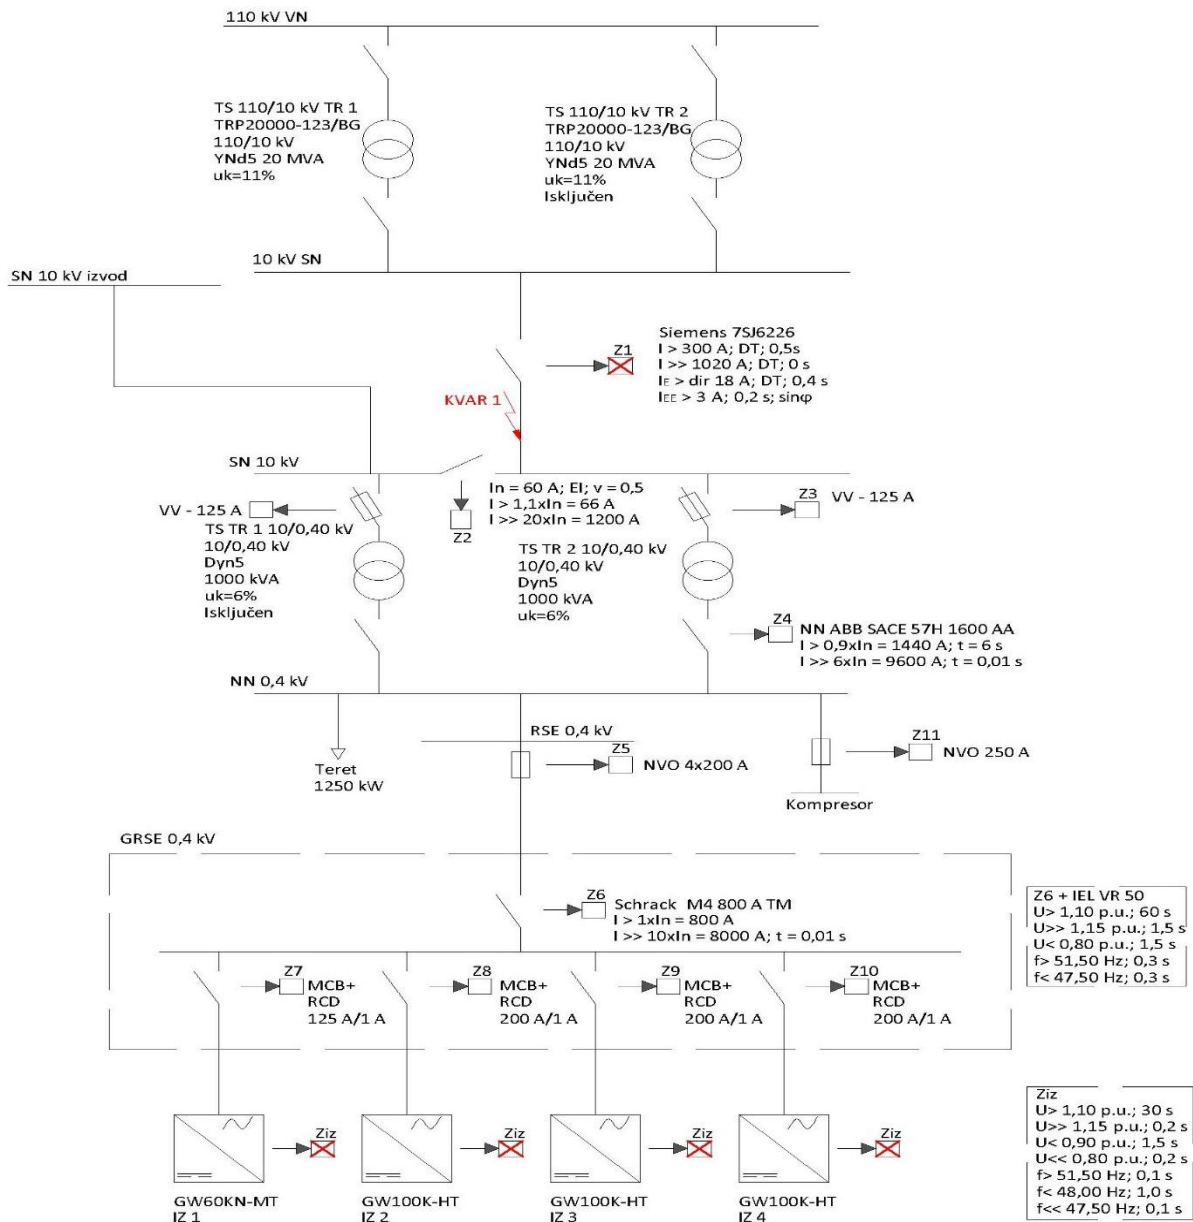 110 kV VN
TS 110/10 kV TR 1
TRP20000-123/BG
110/10 kV
YNd5 20 MVA
uk=11%
TS 110/10 kV TR 2
TRP20000-123/BG
110/10 kV
YNd5 20 MVA
uk=11%
Isključen
10 kV SN
SN 10 kV izvod
Z1
Siemens 7SJ6226
I > 300 A; DT; 0,5s
I >> 1020 A; DT; 0 s
IE > dir 18 A; DT; 0,4 s
IEE > 3 A; 0,2 s; sinφ
KVAR 1
SN 10 kV
VV - 125 A
TS TR 1 10/0,40 kV
10/0,40 kV
Dyn5
1000 kVA
uk=6%
Isključen
Z2
In = 60 A; EI; v = 0,5
I > 1,1xIn = 66 A
I >> 20xIn = 1200 A
Z3
VV - 125 A
TS TR 2 10/0,40 kV
10/0,40 kV
Dyn5
1000 kVA
uk=6%
Z4
NN ABB SACE 57H 1600 AA
I > 0,9xIn = 1440 A; t = 6 s
I >> 6xIn = 9600 A; t = 0,01 s
NN 0,4 kV
Teret
1250 kW
RSE 0,4 kV
Z5
NVO 4x200 A
Z11
NVO 250 A
Kompresor
GRSE 0,4 kV
Z6
Schrack M4 800 A TM
I > 1xIn = 800 A
I >> 10xIn = 8000 A; t = 0,01 s
Z6 + IEL VR 50
U> 1,10 p.u.; 60 s
U>> 1,15 p.u.; 1,5 s
U< 0,80 p.u.; 1,5 s
f> 51,50 Hz; 0,3 s
f< 47,50 Hz; 0,3 s
Z7
MCB+
RCD
125 A/1 A
Z8
MCB+
RCD
200 A/1 A
Z9
MCB+
RCD
200 A/1 A
Z10
MCB+
RCD
200 A/1 A
Ziz
Ziz
Ziz
Ziz
GW60KN-MT
IZ 1
GW100K-HT
IZ 2
GW100K-HT
IZ 3
GW100K-HT
IZ 4
Ziz
U> 1,10 p.u.; 30 s
U>> 1,15 p.u.; 0,2 s
U< 0,90 p.u.; 1,5 s
U<< 0,80 p.u.; 0,2 s
f> 51,50 Hz; 0,1 s
f< 48,00 Hz; 1,0 s
f<< 47,50 Hz; 0,1 s